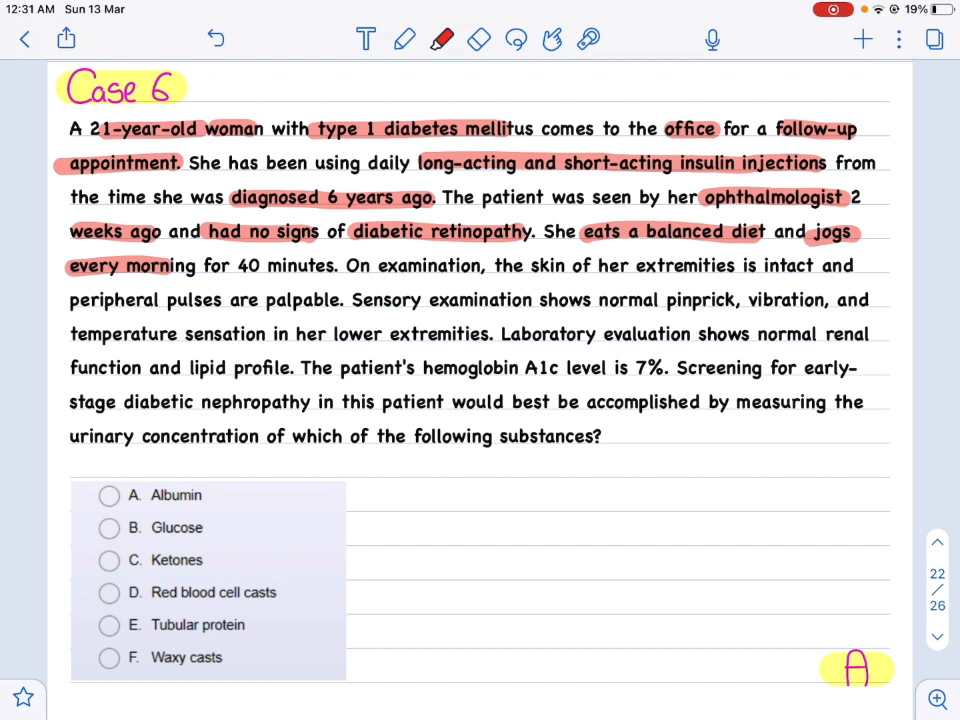 12:31 AM Sun 13 Mar
19%
T
Case 6
A 21-year-old woman with type 1 diabetes mellitus comes to the office for a follow-up
appointment. She has been using daily long-acting and short-acting insulin injections from
the time she was diagnosed 6 years ago. The patient was seen by her ophthalmologist 2
weeks ago and had no signs of diabetic retinopathy. She eats a balanced diet and jogs
every morning for 40 minutes. On examination, the skin of her extremities is intact and
peripheral pulses are palpable. Sensory examination shows normal pinprick, vibration, and
temperature sensation in her lower extremities. Laboratory evaluation shows normal renal
function and lipid profile. The patient's hemoglobin A1c level is 7%. Screening for early-
stage diabetic nephropathy in this patient would best be accomplished by measuring the
urinary concentration of which of the following substances?
A. Albumin
B. Glucose
C. Ketones
D. Red blood cell casts
E. Tubular protein
F. Waxy casts
22
/
26
A